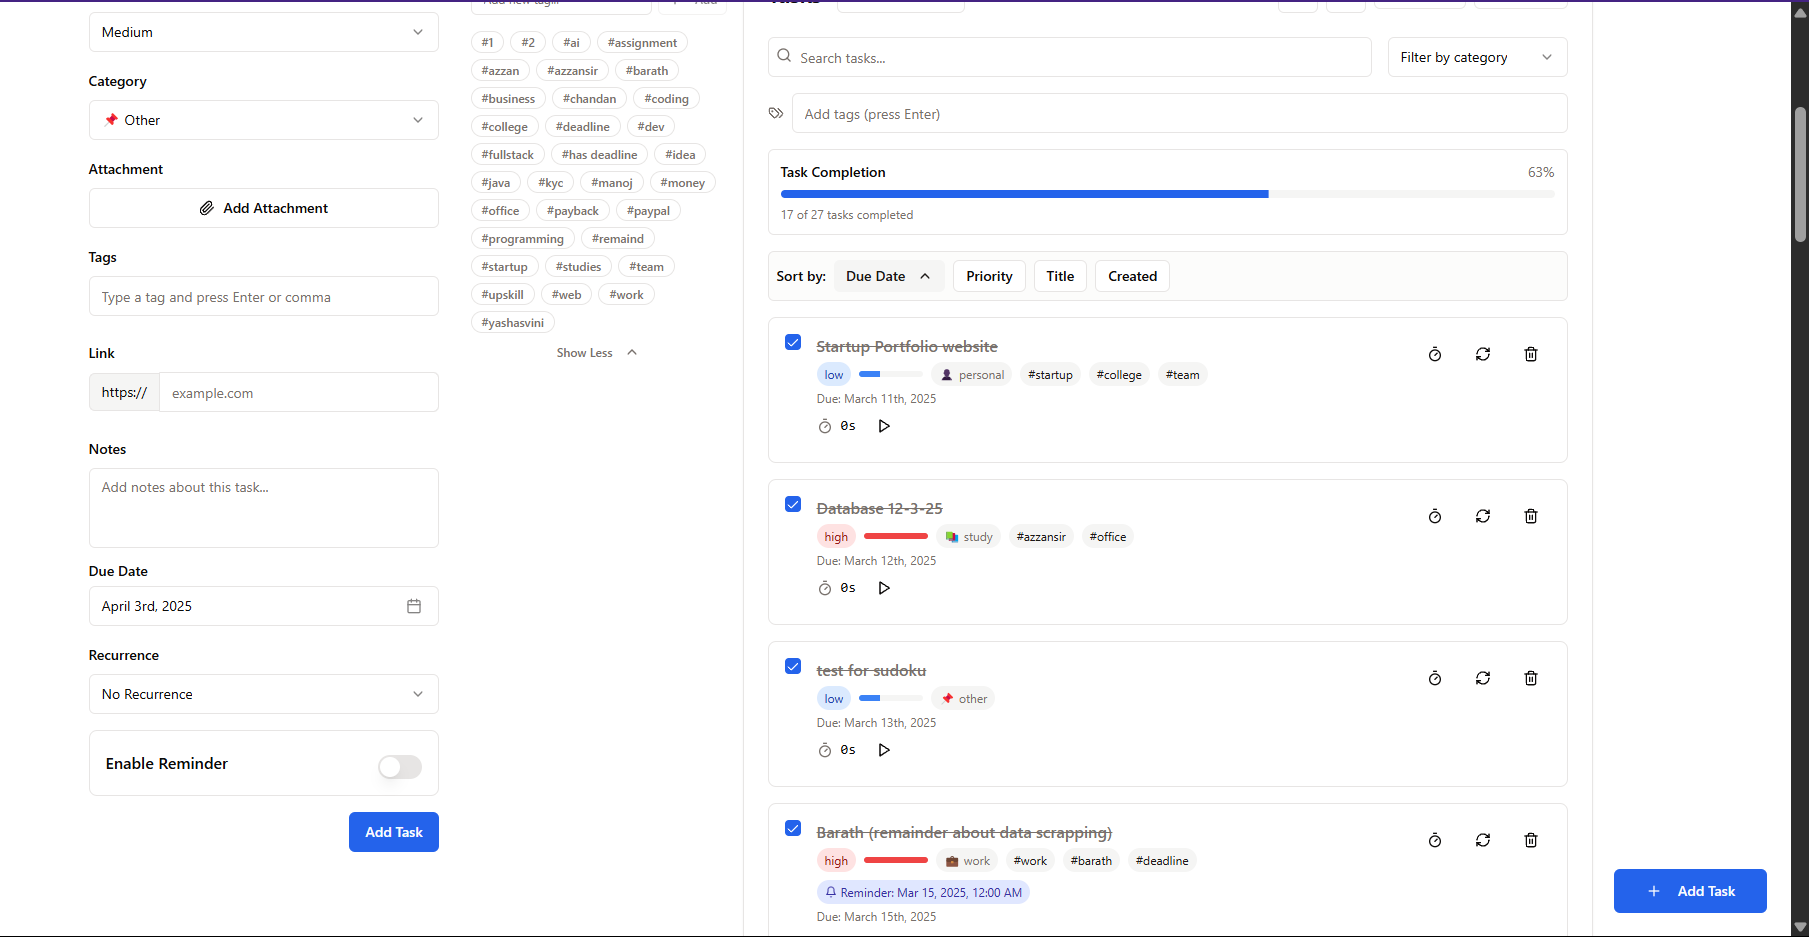 Medium
Category
Other
Attachment
Add Attachment
Tags
Type a tag and press Enter or comma
Link
https:// example.com
Notes
Add notes about this task...
Due Date
April 3rd, 2025
Recurrence
No Recurrence
Enable Reminder
Add Task
#1 #2 #ai #assignment
#azzan #azzansir #barath
#business #chandan #coding
#college #deadline #dev
#fullstack #has deadline #idea
#java #kyc #manoj #money
#office #payback #paypal
#programming #remaind
#startup #studies #team
#upskill #web #work
#yashasvini
Show Less
Search tasks...
Filter by category
Add tags (press Enter)
Task Completion 63%
17 of 27 tasks completed
Sort by: Due Date Priority Title Created
Startup Portfolio website
low personal #startup #college #team
Due: March 11th, 2025
0s
Database 12-3-25
high study #azzansir #office
Due: March 12th, 2025
0s
test for sudoku
low other
Due: March 13th, 2025
0s
Barath (remainder about data scrapping)
high work #work #barath #deadline
Reminder: Mar 15, 2025, 12:00 AM
Due: March 15th, 2025
+ Add Task